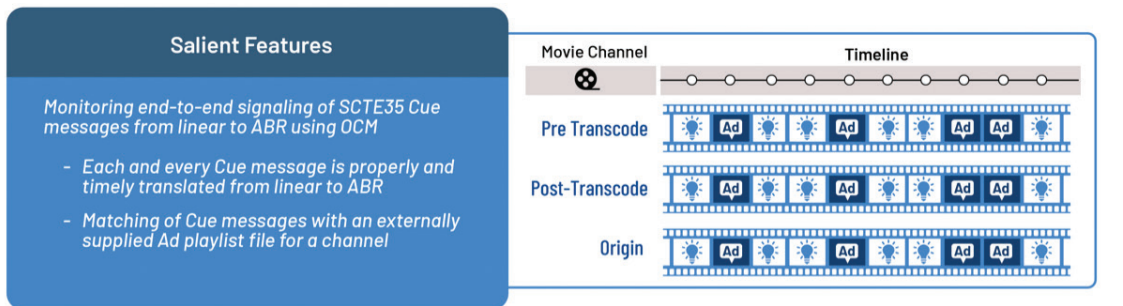 Salient Features
Monitoring end-to-end signaling of SCTE35 Cue
messages from linear to ABR using OCM
- Each and every Cue message is properly and
timely translated from linear to ABR
- Matching of Cue messages with an externally
supplied Ad playlist file for a channel
Movie Channel
Timeline
Pre Transcode
Ad Ad Ad Ad
Post-Transcode
Ad Ad Ad Ad
Origin
Ad Ad Ad Ad